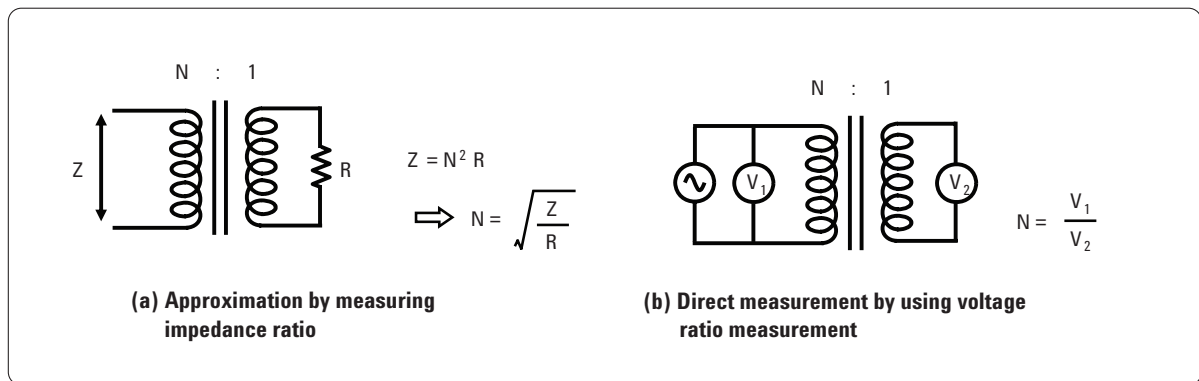 N : 1
Z
R
Z = N² R
⇨ N = √(Z/R)
(a) Approximation by measuring
impedance ratio
N : 1
V₁
V₂
N = V₁/V₂
(b) Direct measurement by using voltage
ratio measurement